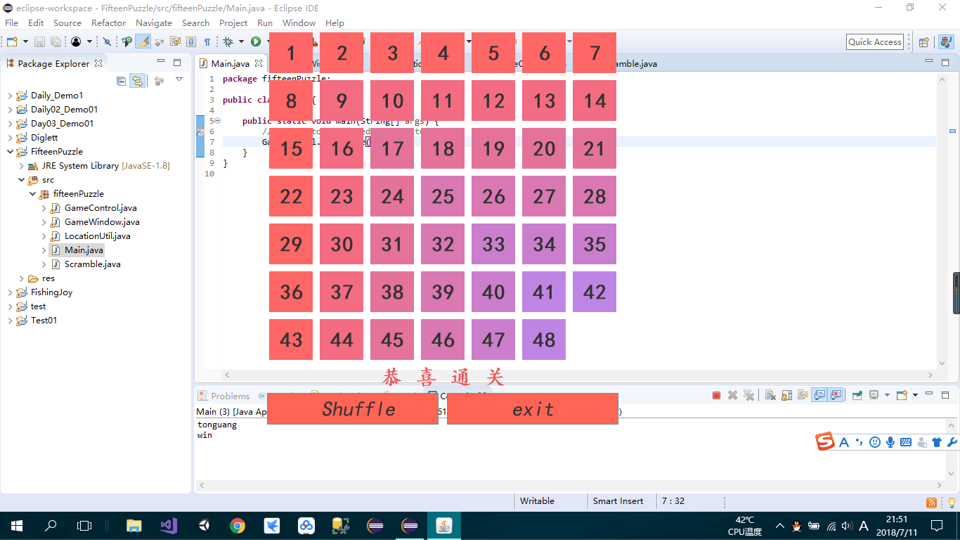 eclipse-workspace - FifteenPuzzle/src/fifteenPuzzle/Main.java - Eclipse IDE
File Edit Source Refactor Navigate Search Project Run Window Help
Quick Access
Package Explorer
Daily_Demo1
Daily02_Demo01
Day03_Demo01
Diglett
FifteenPuzzle
JRE System Library [JavaSE-1.8]
src
fifteenPuzzle
GameControl.java
GameWindow.java
LocationUtil.java
Main.java
Scramble.java
res
FishingJoy
test
Test01
Main.java
1 package fifteenPuzzle;
2
3 public
4
5 public static void main(String[] args) {
6
7
8 }
9 }
10
1 2 3 4 5 6 7
8 9 10 11 12 13 14
15 16 17 18 19 20 21
22 23 24 25 26 27 28
29 30 31 32 33 34 35
36 37 38 39 40 41 42
43 44 45 46 47 48
恭喜通关
Shuffle exit
Problems
Main (3) [Java Ap
tonguang
win
Writable Smart Insert 7 : 32
42℃
CPU温度
A
21:51
2018/7/11